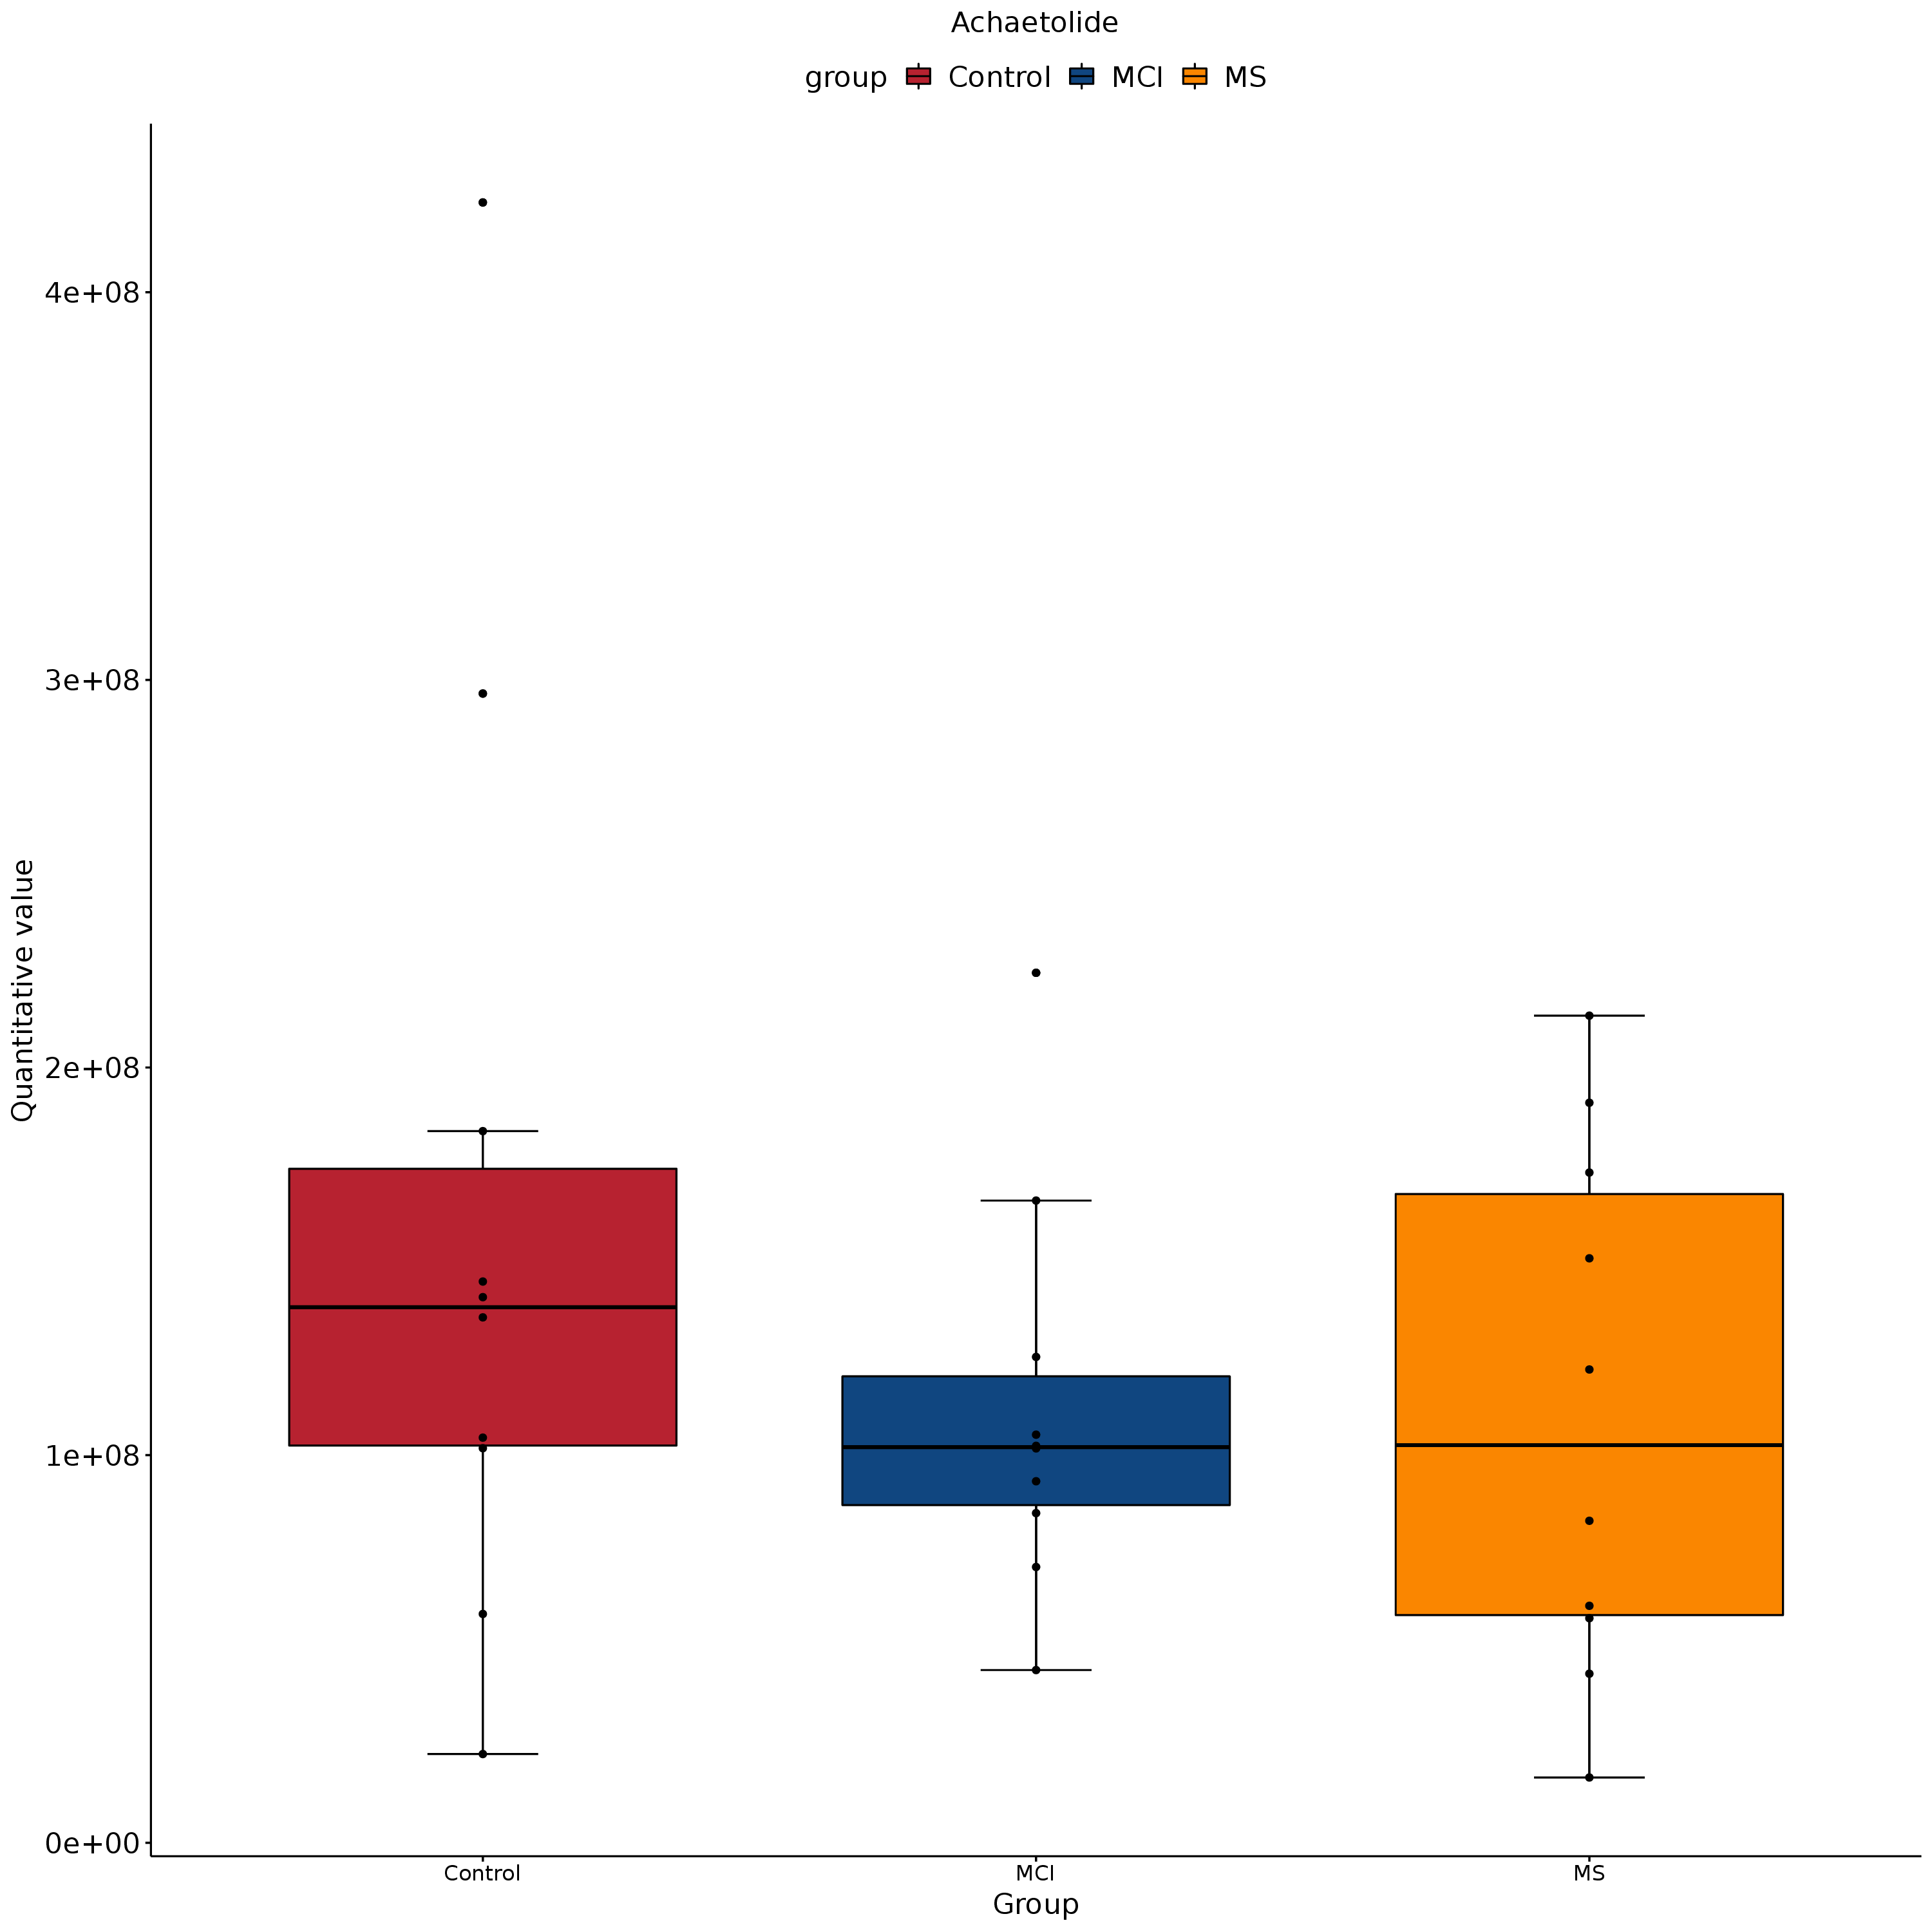 Achaetolide
group Control MCI MS
Quantitative value
4e+08
3e+08
2e+08
1e+08
0e+00
Control MCI MS
Group